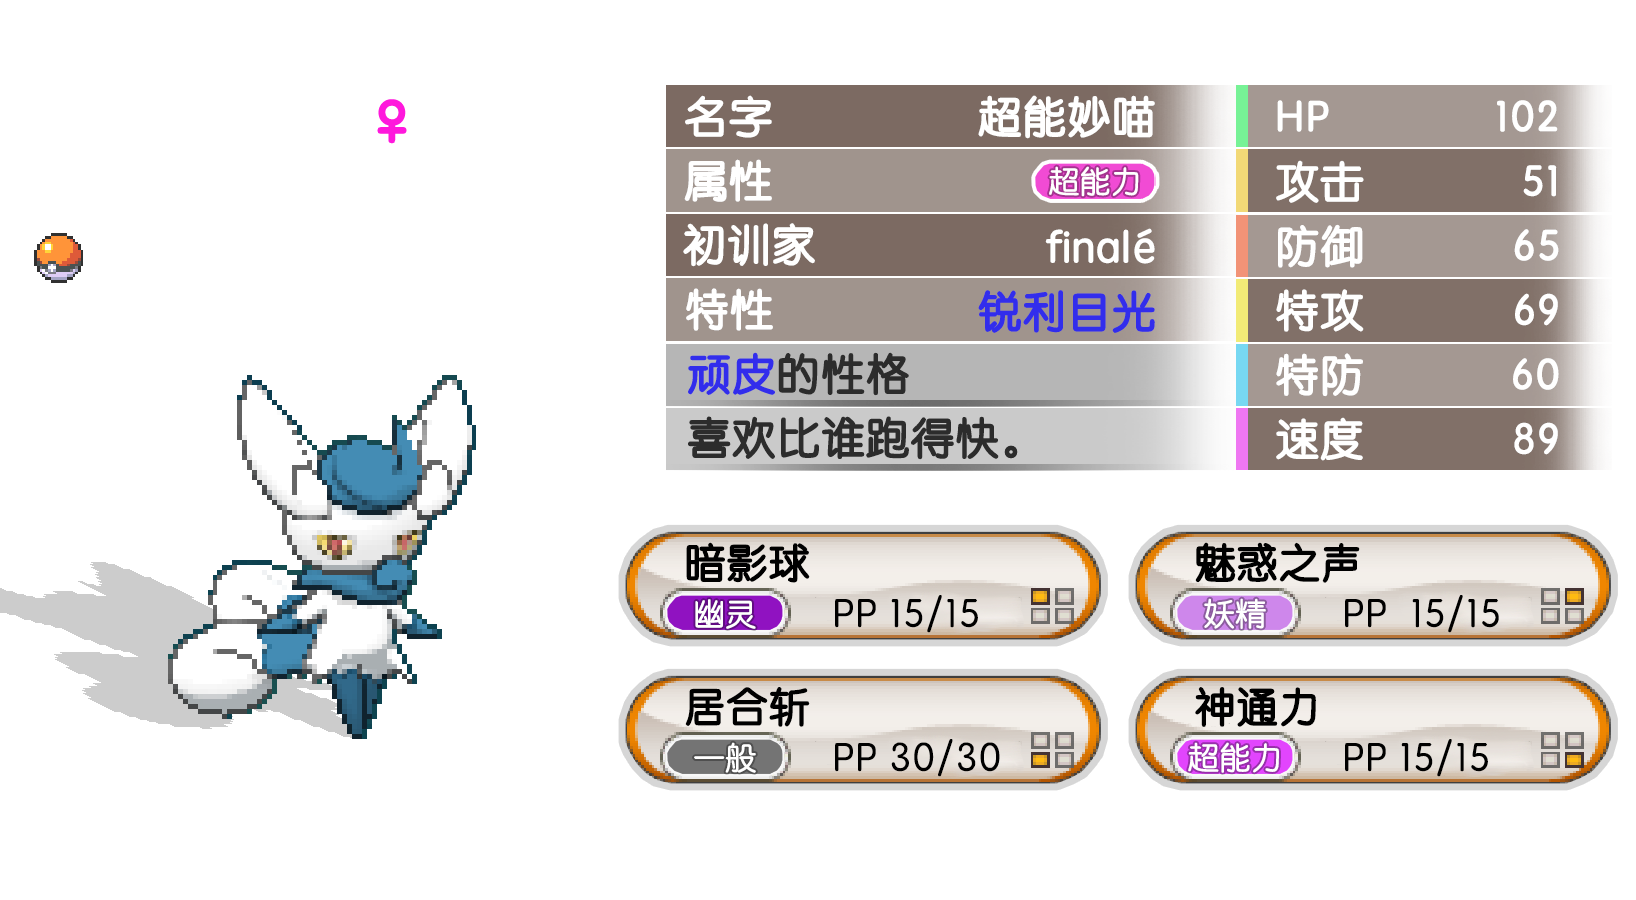 ♀
名字 超能妙喵
属性 超能力
初训家 finalé
特性 锐利目光
顽皮的性格
喜欢比谁跑得快。
HP 102
攻击 51
防御 65
特攻 69
特防 60
速度 89
暗影球
幽灵 PP 15/15
魅惑之声
妖精 PP 15/15
居合斩
一般 PP 30/30
神通力
超能力 PP 15/15